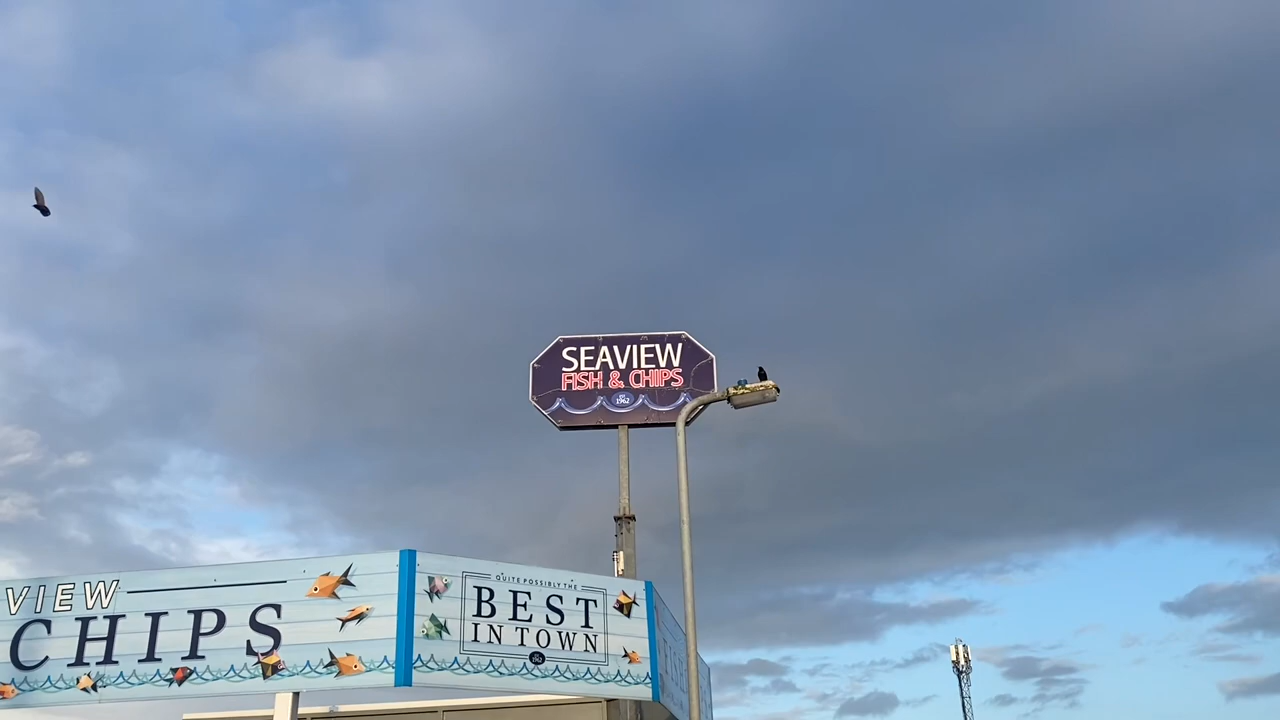 SEAVIEW
FISH & CHIPS
EST
1962
VIEW
CHIPS
QUITE POSSIBLY THE
BEST
IN TOWN